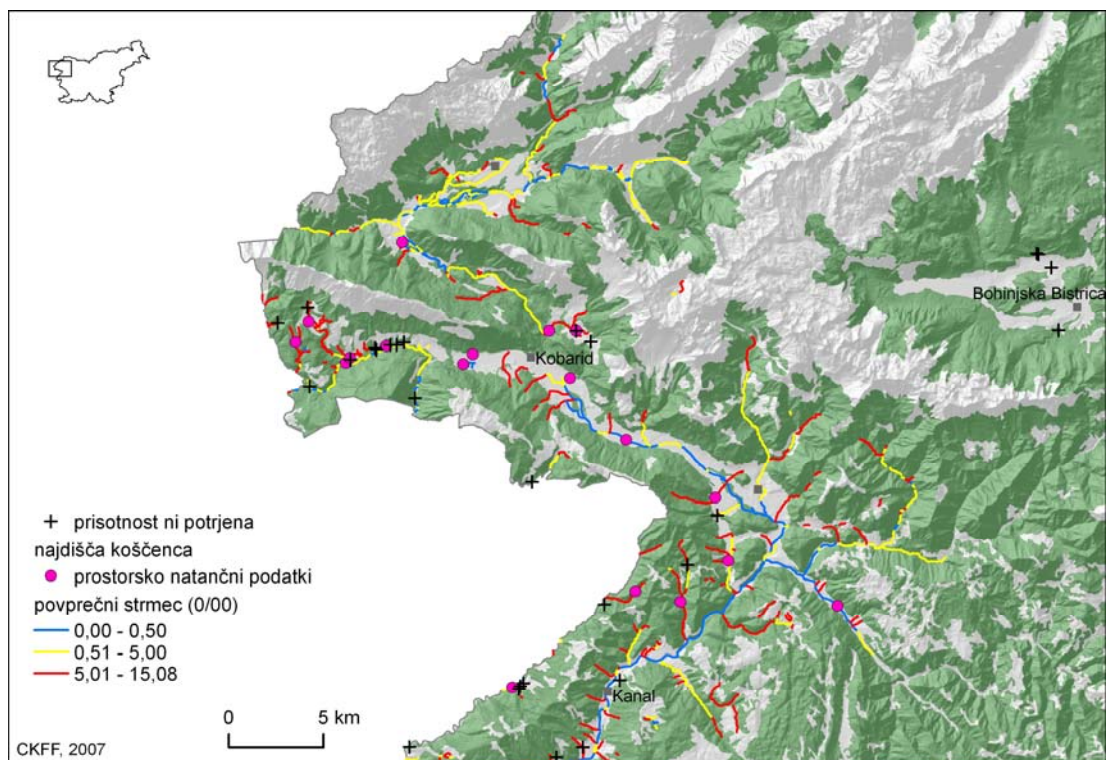 Bohinjska Bistrica
Kobarid
prisotnost ni potrjena
najdišča koščenca
prostorsko natančni podatki
povprečni strmec (0/00)
0,00 - 0,50
0,51 - 5,00
5,01 - 15,08
Kanal
0 5 km
CKFF, 2007